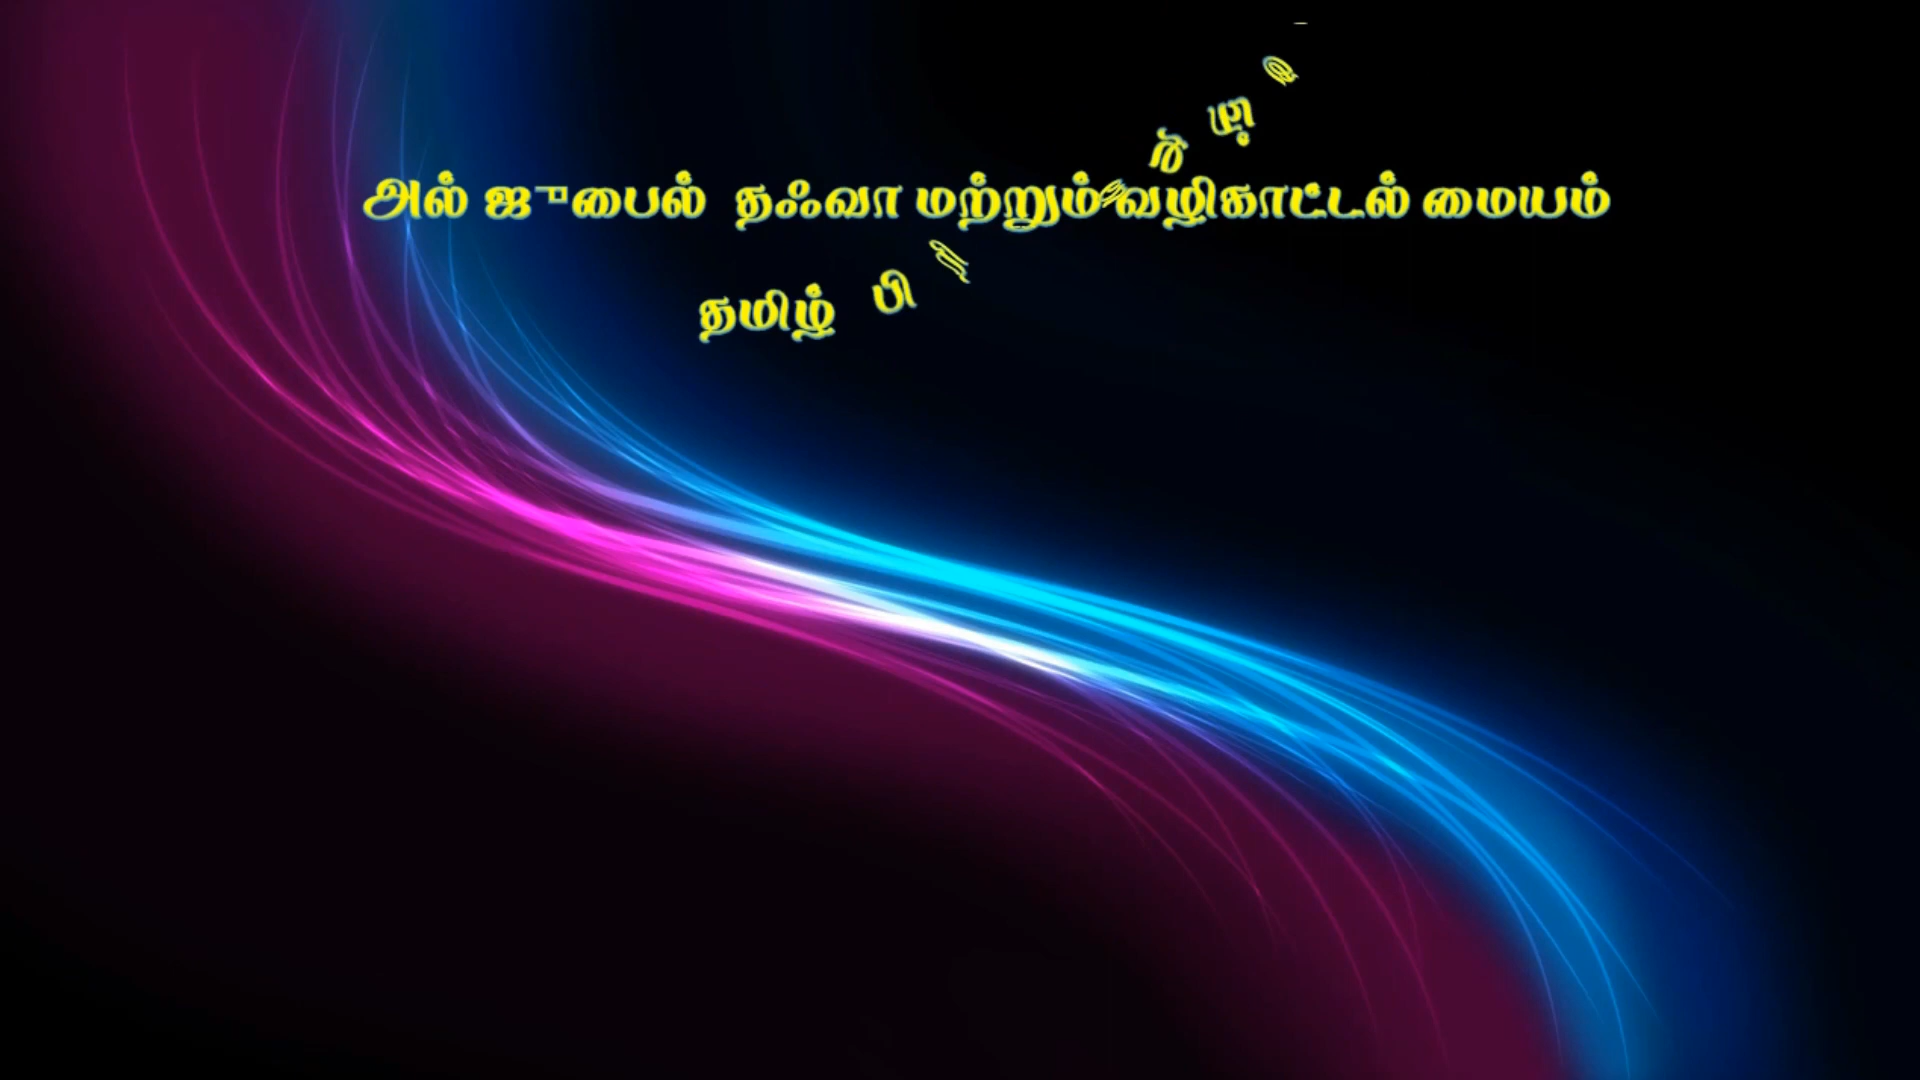 அல் ஜுபைல் தஃவா மற்றும் வழிகாட்டல் மையம்
தமிழ்